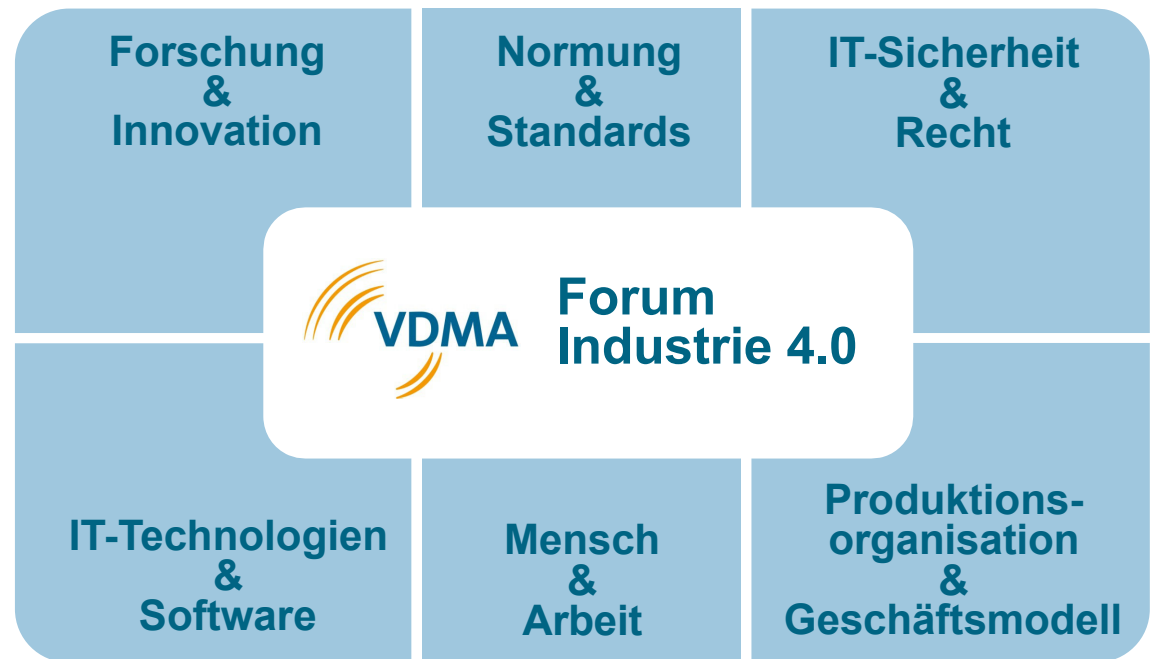 Forschung
&
Innovation
Normung
&
Standards
IT-Sicherheit
&
Recht
VDMA
Forum
Industrie 4.0
IT-Technologien
&
Software
Mensch
&
Arbeit
Produktions-
organisation
&
Geschäftsmodell